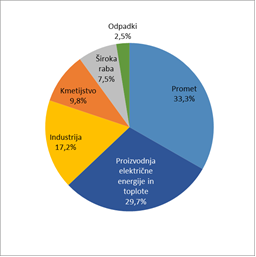 Odpadki
2,5%
Široka
raba
7,5%
Kmetijstvo
9,8%
Promet
33,3%
Industrija
17,2%
Proizvodnja
električne
energije in
toplote
29,7%